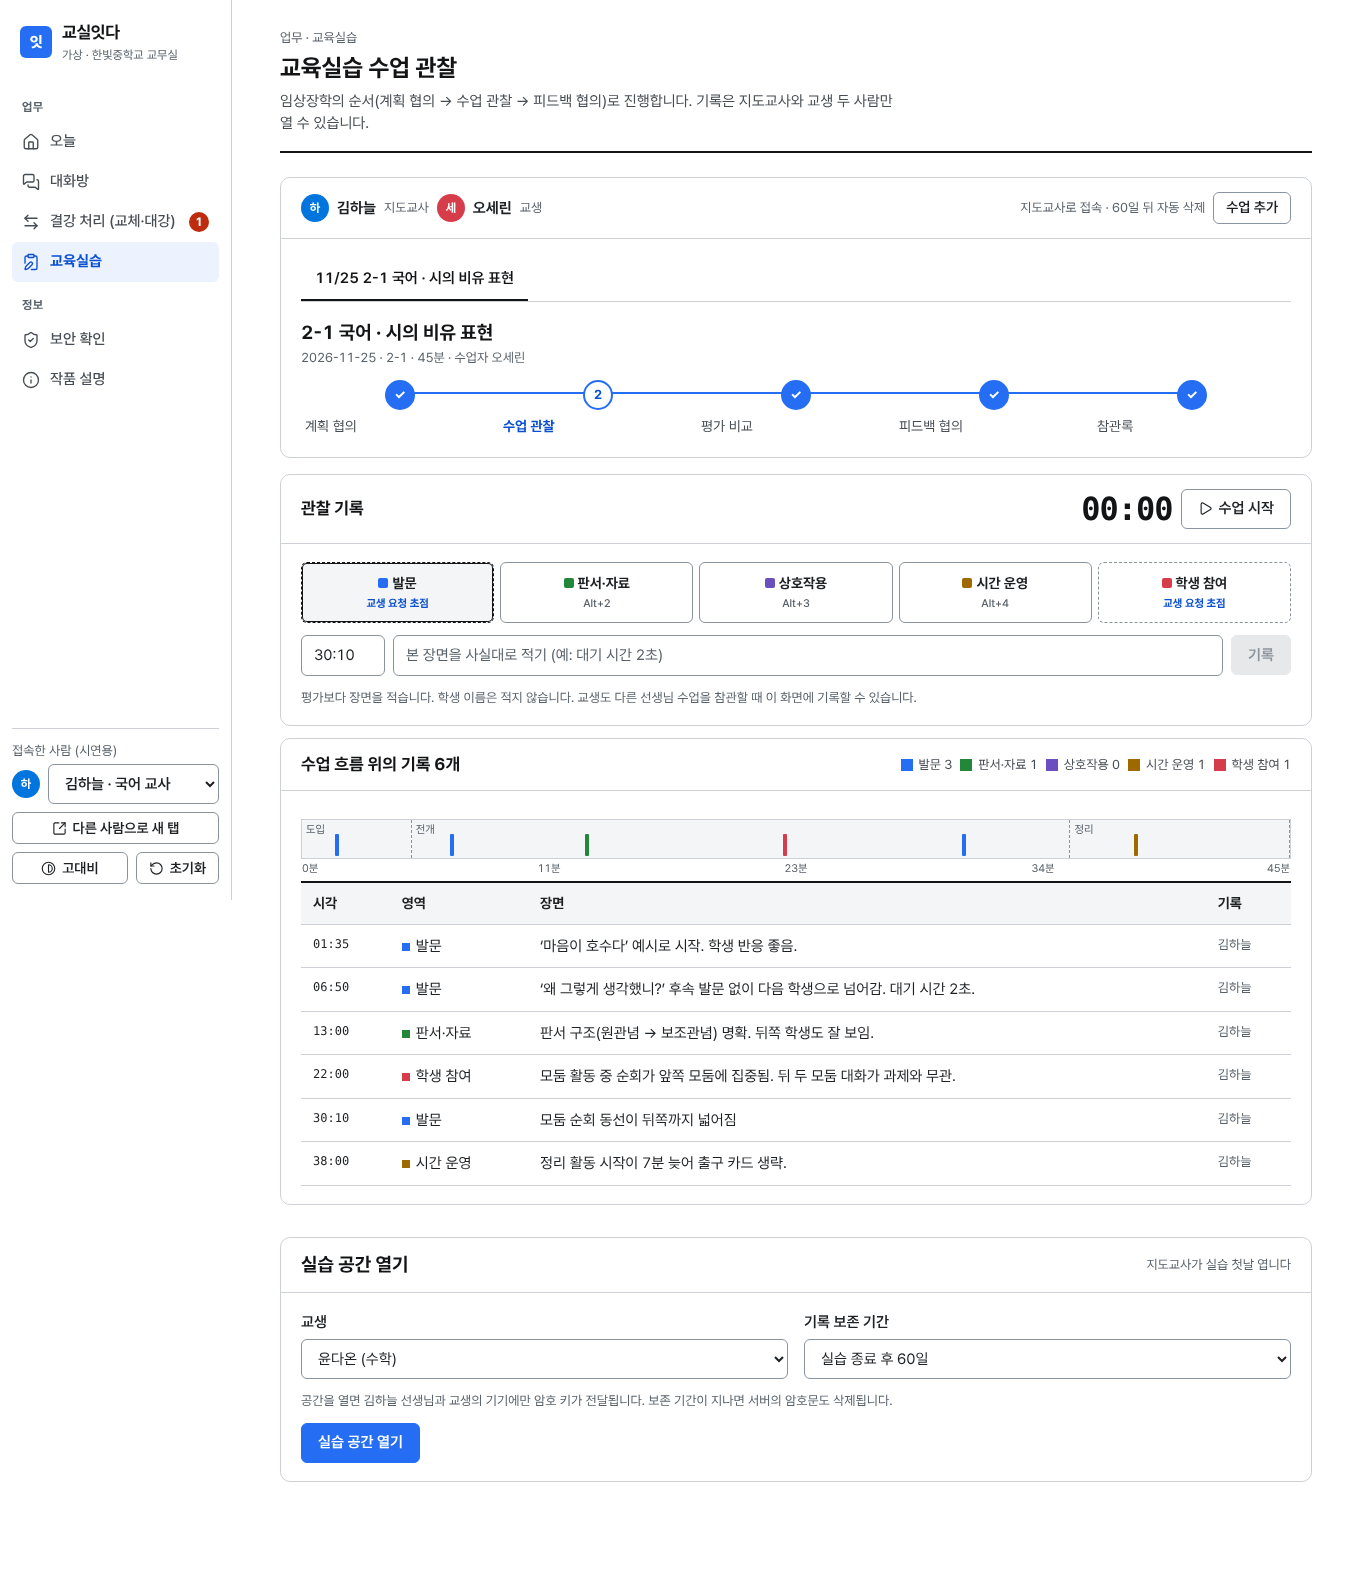 잇
교실잇다
가상 · 한빛중학교 교무실
업무
오늘
대화방
결강 처리 (교체·대강) 1
교육실습
정보
보안 확인
작품 설명
접속한 사람 (시연용)
하 김하늘 · 국어 교사
다른 사람으로 새 탭
고대비 초기화
업무 · 교육실습
교육실습 수업 관찰
임상장학의 순서(계획 협의 → 수업 관찰 → 피드백 협의)로 진행합니다. 기록은 지도교사와 교생 두 사람만
열 수 있습니다.
하 김하늘 지도교사 세 오세린 교생 지도교사로 접속 · 60일 뒤 자동 삭제 수업 추가
11/25 2-1 국어 · 시의 비유 표현
2-1 국어 · 시의 비유 표현
2026-11-25 · 2-1 · 45분 · 수업자 오세린
2
계획 협의 수업 관찰 평가 비교 피드백 협의 참관록
관찰 기록 00:00 수업 시작
발문 판서·자료 상호작용 시간 운영 학생 참여
교생 요청 초점 Alt+2 Alt+3 Alt+4 교생 요청 초점
30:10 본 장면을 사실대로 적기 (예: 대기 시간 2초) 기록
평가보다 장면을 적습니다. 학생 이름은 적지 않습니다. 교생도 다른 선생님 수업을 참관할 때 이 화면에 기록할 수 있습니다.
수업 흐름 위의 기록 6개 발문 3 판서·자료 1 상호작용 0 시간 운영 1 학생 참여 1
도입 전개 정리
0분 11분 23분 34분 45분
시각 영역 장면 기록
01:35 발문 ‘마음이 호수다’ 예시로 시작. 학생 반응 좋음. 김하늘
06:50 발문 ‘왜 그렇게 생각했니?’ 후속 발문 없이 다음 학생으로 넘어감. 대기 시간 2초. 김하늘
13:00 판서·자료 판서 구조(원관념 → 보조관념) 명확. 뒤쪽 학생도 잘 보임. 김하늘
22:00 학생 참여 모둠 활동 중 순회가 앞쪽 모둠에 집중됨. 뒤 두 모둠 대화가 과제와 무관. 김하늘
30:10 발문 모둠 순회 동선이 뒤쪽까지 넓어짐 김하늘
38:00 시간 운영 정리 활동 시작이 7분 늦어 출구 카드 생략. 김하늘
실습 공간 열기 지도교사가 실습 첫날 엽니다
교생 기록 보존 기간
윤다온 (수학) 실습 종료 후 60일
공간을 열면 김하늘 선생님과 교생의 기기에만 암호 키가 전달됩니다. 보존 기간이 지나면 서버의 암호문도 삭제됩니다.
실습 공간 열기